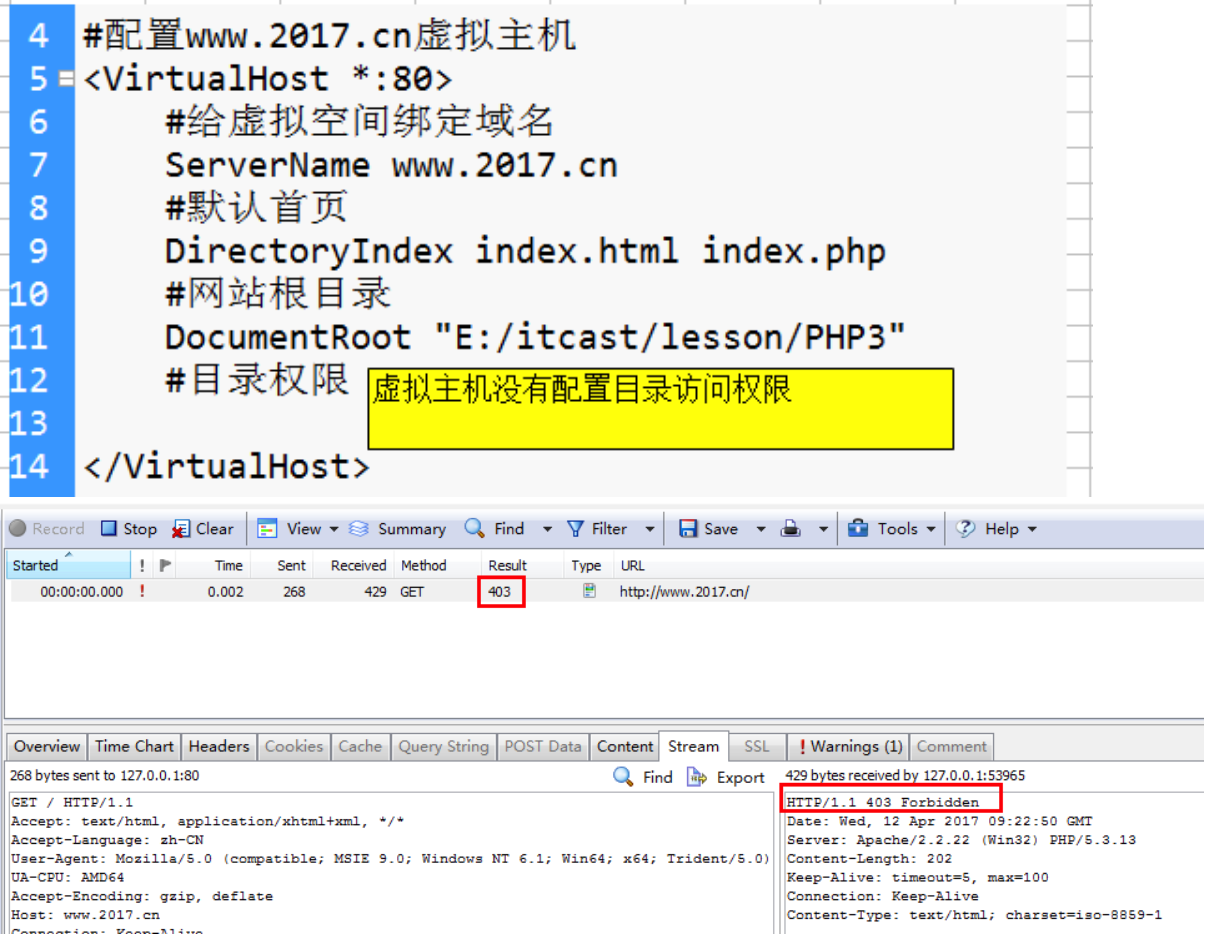 4 #配置www.2017.cn虚拟主机
5 <VirtualHost *:80>
6 #给虚拟空间绑定域名
7 ServerName www.2017.cn
8 #默认首页
9 DirectoryIndex index.html index.php
10 #网站根目录
11 DocumentRoot "E:/itcast/lesson/PHP3"
12 #目录权限 虚拟主机没有配置目录访问权限
13
14 </VirtualHost>
Record Stop Clear View Summary Find Filter Save Tools Help
Started ! Time Sent Received Method Result Type URL
00:00:00.000 ! 0.002 268 429 GET 403 http://www.2017.cn/
Overview Time Chart Headers Cookies Cache Query String POST Data Content Stream SSL ! Warnings (1) Comment
268 bytes sent to 127.0.0.1:80 Find Export 429 bytes received by 127.0.0.1:53965
GET / HTTP/1.1
Accept: text/html, application/xhtml+xml, */*
Accept-Language: zh-CN
User-Agent: Mozilla/5.0 (compatible; MSIE 9.0; Windows NT 6.1; Win64; x64; Trident/5.0)
UA-CPU: AMD64
Accept-Encoding: gzip, deflate
Host: www.2017.cn
Connection: Keep-Alive
HTTP/1.1 403 Forbidden
Date: Wed, 12 Apr 2017 09:22:50 GMT
Server: Apache/2.2.22 (Win32) PHP/5.3.13
Content-Length: 202
Keep-Alive: timeout=5, max=100
Connection: Keep-Alive
Content-Type: text/html; charset=iso-8859-1